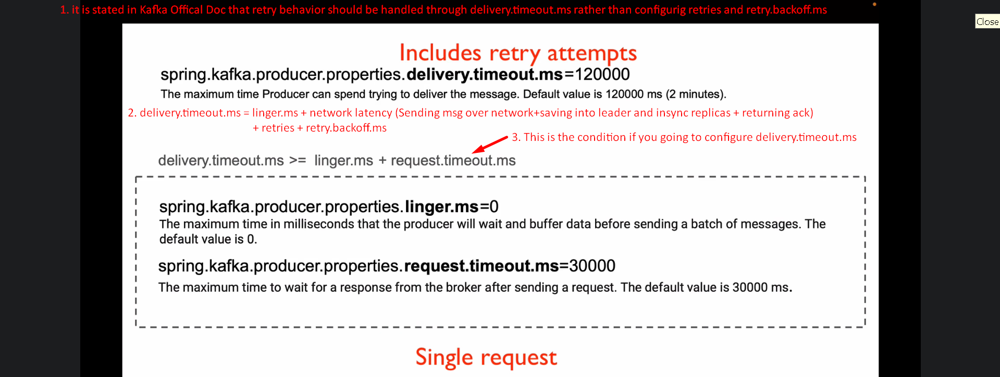 1. it is stated in Kafka Offical Doc that retry behavior should be handled through delivery.timeout.ms rather than configurig retries and retry.backoff.ms
Close
Includes retry attempts
spring.kafka.producer.properties.delivery.timeout.ms=120000
The maximum time Producer can spend trying to deliver the message. Default value is 120000 ms (2 minutes).
2. delivery.timeout.ms = linger.ms + network latency (Sending msg over network+saving into leader and insync replicas + returning ack)
+ retries + retry.backoff.ms
3. This is the condition if you going to configure delivery.timeout.ms
delivery.timeout.ms >= linger.ms + request.timeout.ms
spring.kafka.producer.properties.linger.ms=0
The maximum time in milliseconds that the producer will wait and buffer data before sending a batch of messages. The
default value is 0.
spring.kafka.producer.properties.request.timeout.ms=30000
The maximum time to wait for a response from the broker after sending a request. The default value is 30000 ms.
Single request